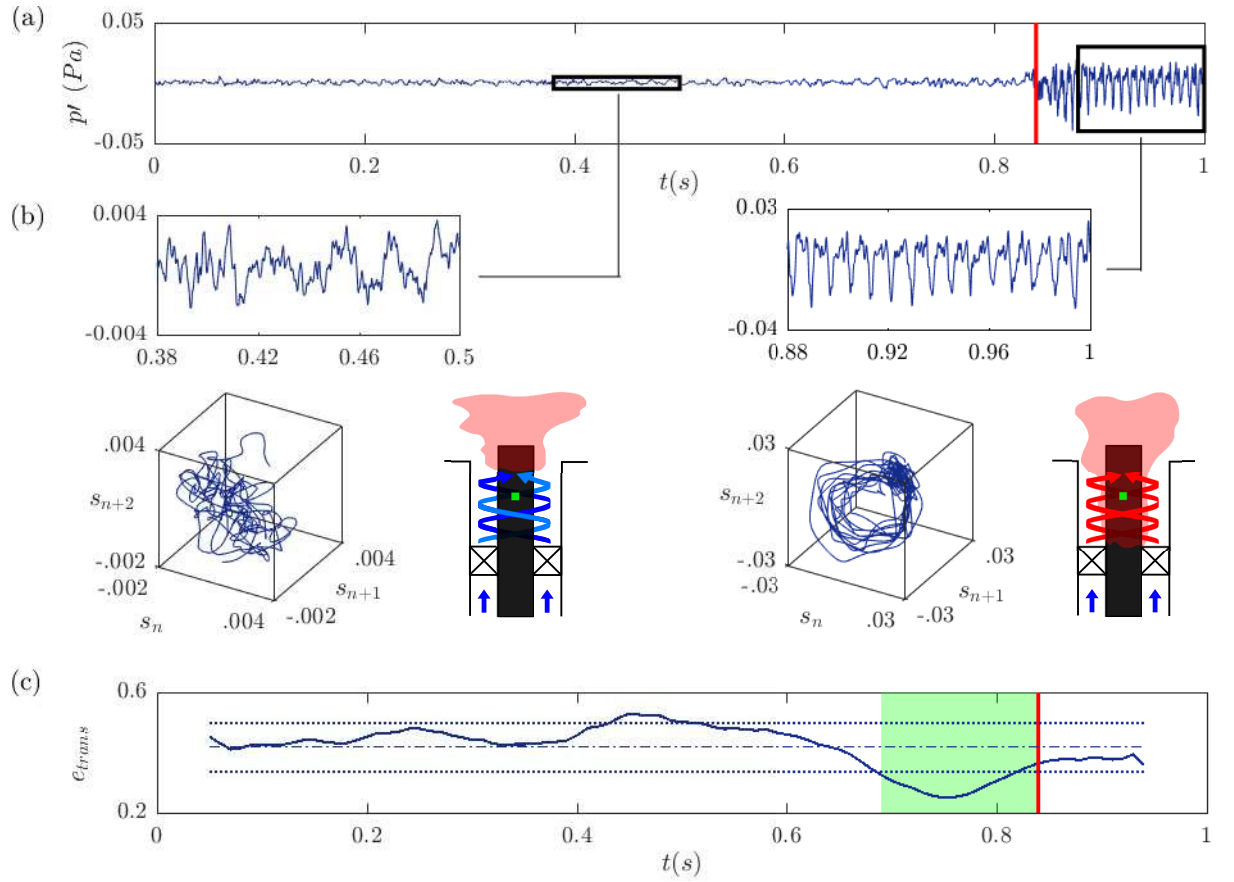 (a)
0.05
p′ (Pa)
-0.05
0 0.2 0.4 0.6 0.8 1
t(s)
(b)
0.004
-0.004
0.38 0.42 0.46 0.5
0.03
-0.04
0.88 0.92 0.96 1
.004
s_{n+2}
-.002
-.002
s_n
.004
-.002
s_{n+1}
.004
.03
s_{n+2}
-.03
-.03
s_n
.03
-.03
s_{n+1}
.03
(c)
0.6
e_{trans}
0.2
0 0.2 0.4 0.6 0.8 1
t(s)